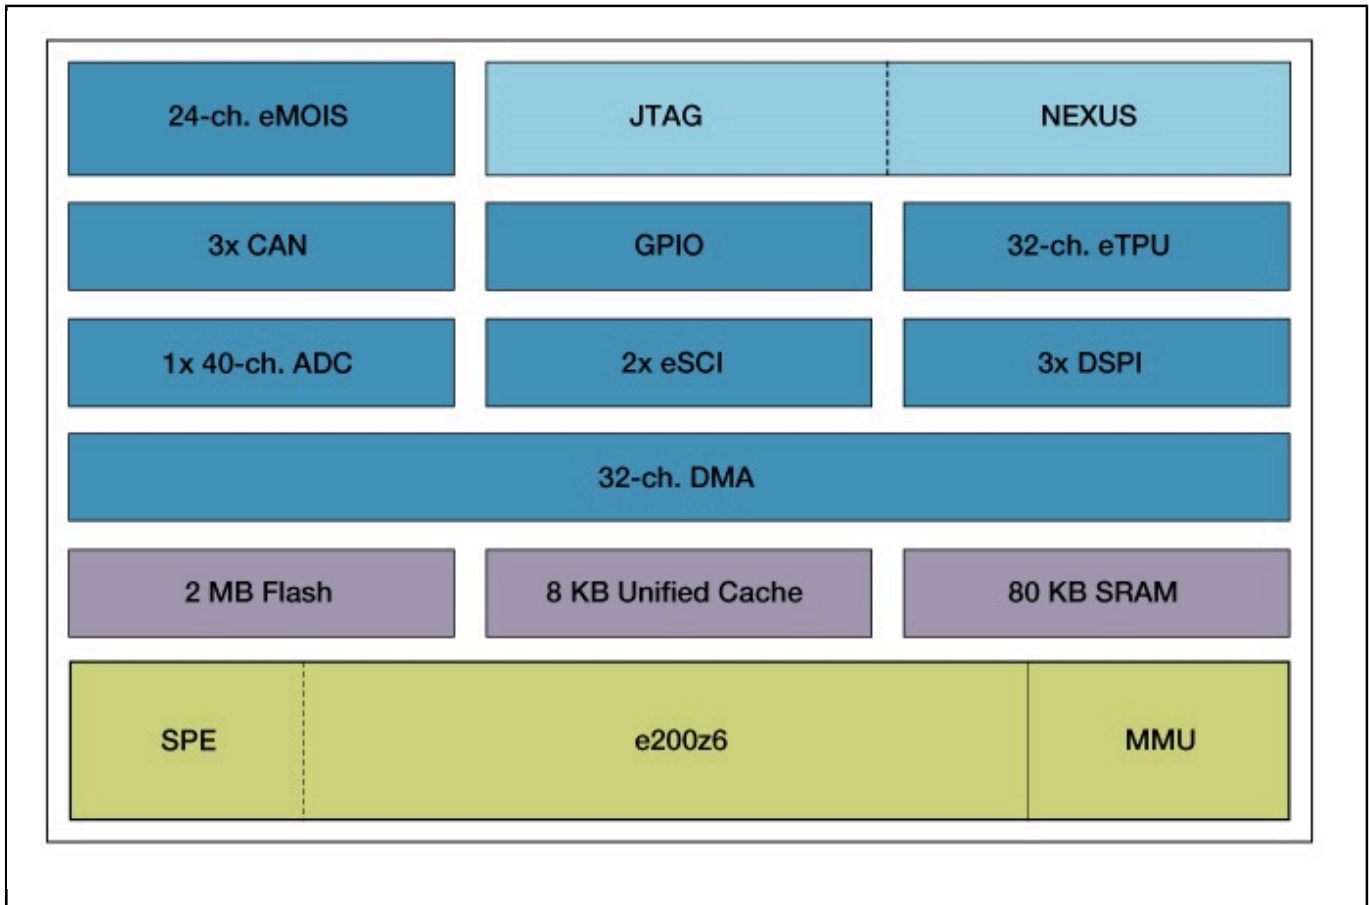 24-ch. eMOIS
JTAG
NEXUS
3x CAN
GPIO
32-ch. eTPU
1x 40-ch. ADC
2x eSCI
3x DSPI
32-ch. DMA
2 MB Flash
8 KB Unified Cache
80 KB SRAM
SPE
e200z6
MMU